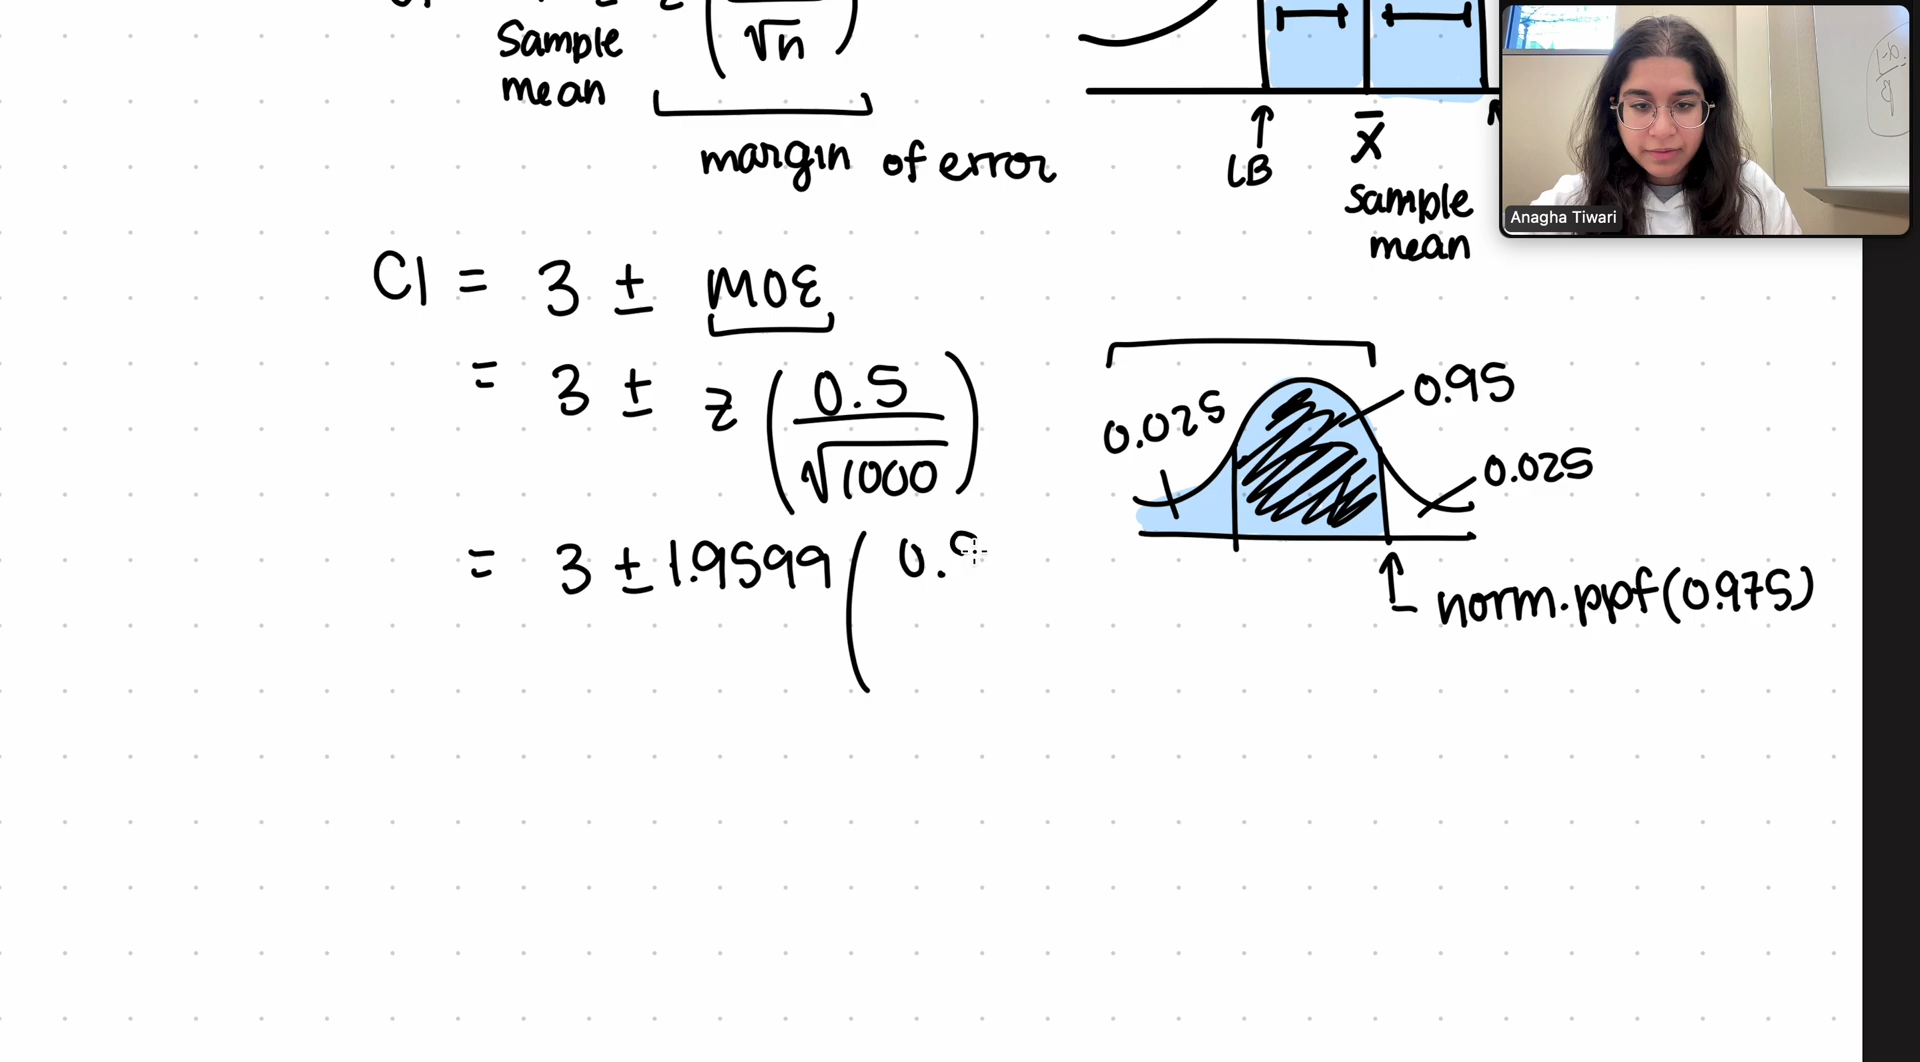 Sample
mean
√n
margin of error
LB
x̄
sample
mean
Anagha Tiwari
CI = 3 ± MOE
= 3 ± z (0.5 / √1000)
= 3 ± 1.9599 ( 0.
0.025
0.95
0.025
norm.ppf(0.975)